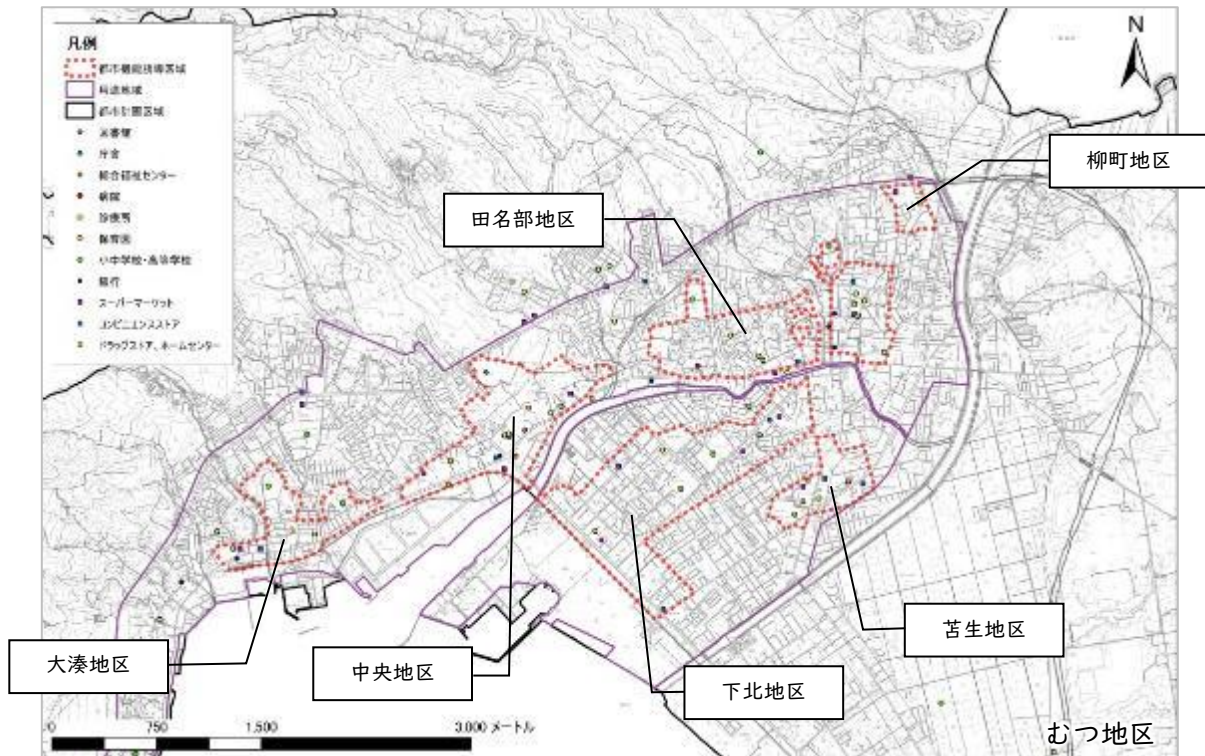 凡例
都市機能誘導区域
用途地域
都市計画区域
図書館
庁舎
総合福祉センター
病院
診療所
保育園
小中学校・高等学校
銀行
スーパーマーケット
コンビニエンスストア
ドラッグストア、ホームセンター
N
柳町地区
田名部地区
苫生地区
大湊地区
中央地区
下北地区
0 750 1,500 3,000 メートル
むつ地区